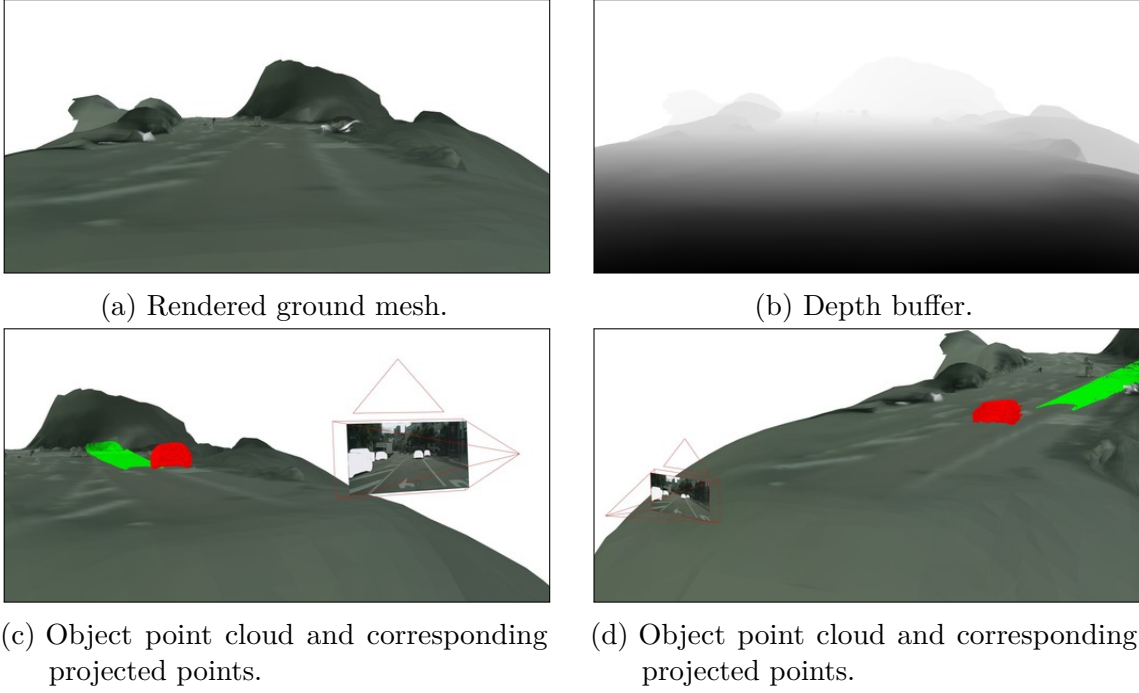 (a) Rendered ground mesh.
(b) Depth buffer.
(c) Object point cloud and corresponding
projected points.
(d) Object point cloud and corresponding
projected points.